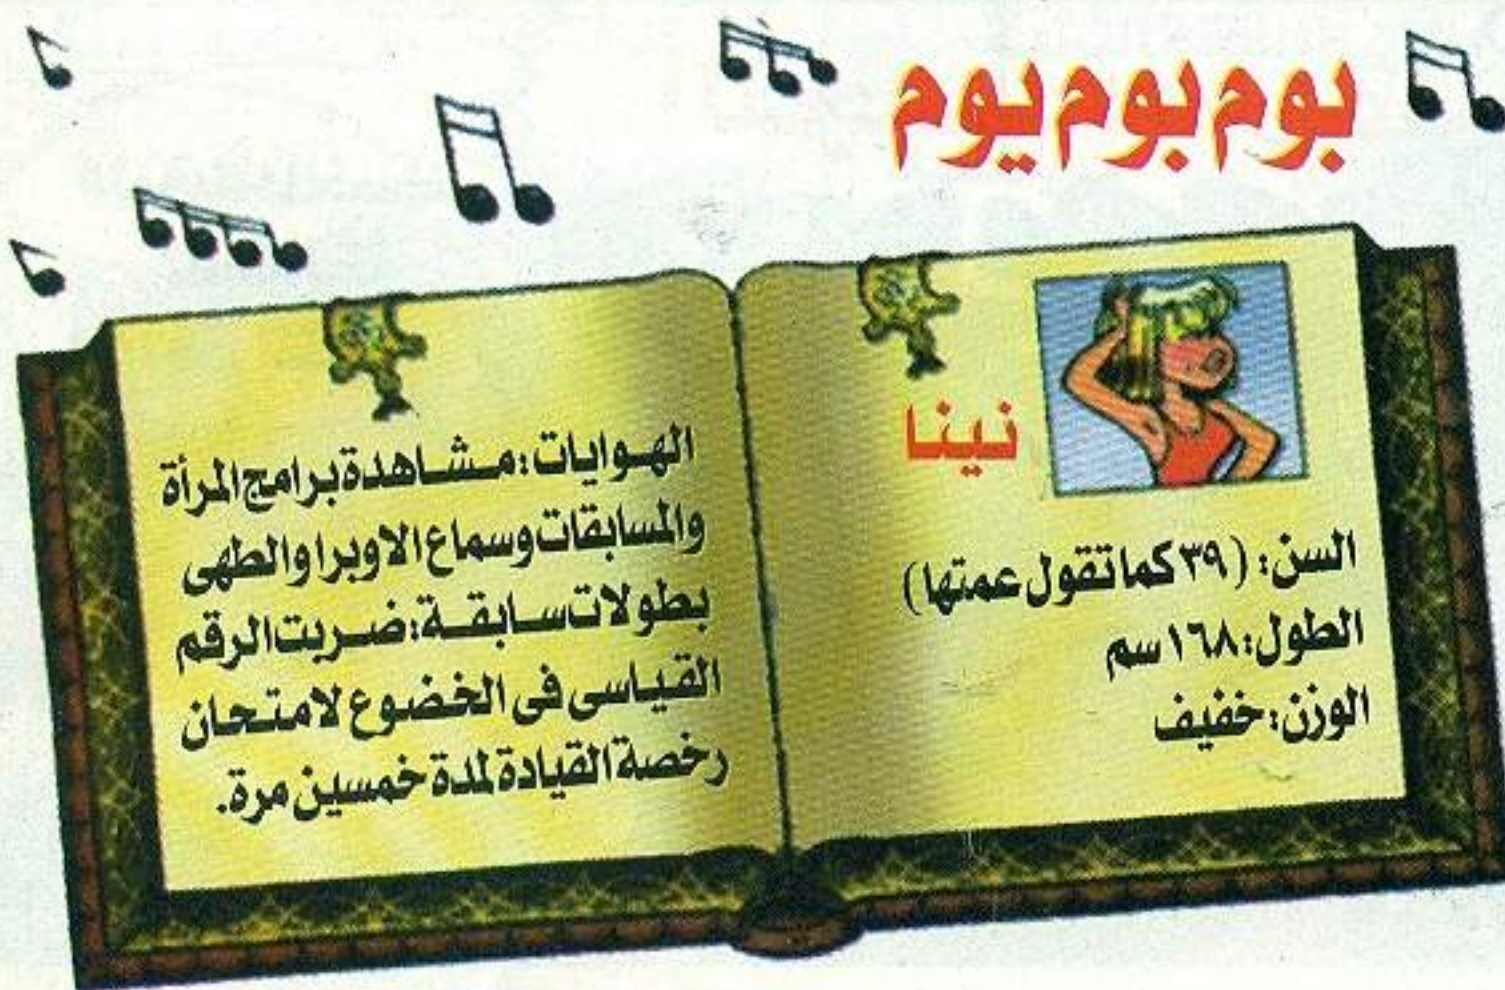 بوم بوم يوم
نينا
السن: (٣٩ كما تقول عمتها)
الطول: ١٦٨ سم
الوزن: خفيف
الهوايات: مشاهدة برامج المرأة
والمسابقات وسماع الاوبرا والطهى
بطولات سابقة: ضربت الرقم
القياسى فى الخضوع لامتحان
رخصة القيادة لمدة خمسين مرة.